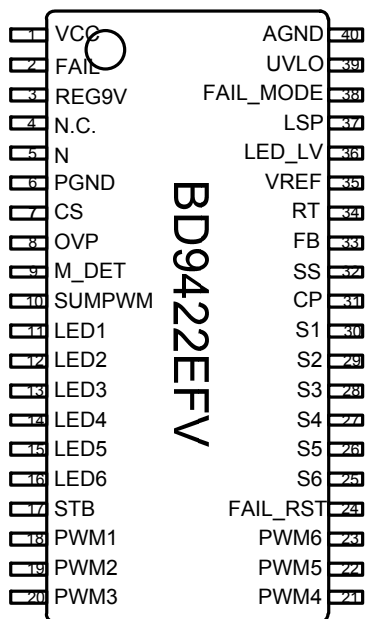 1 VCC AGND 40
2 FAIL UVLO 39
3 REG9V FAIL_MODE 38
4 N.C. LSP 37
5 N LED_LV 36
6 PGND VREF 35
7 CS RT 34
8 OVP FB 33
9 M_DET SS 32
10 SUMPWM CP 31
11 LED1 S1 30
12 LED2 S2 29
13 LED3 S3 28
14 LED4 S4 27
15 LED5 S5 26
16 LED6 S6 25
17 STB FAIL_RST 24
18 PWM1 PWM6 23
19 PWM2 PWM5 22
20 PWM3 PWM4 21
BD9422EFV